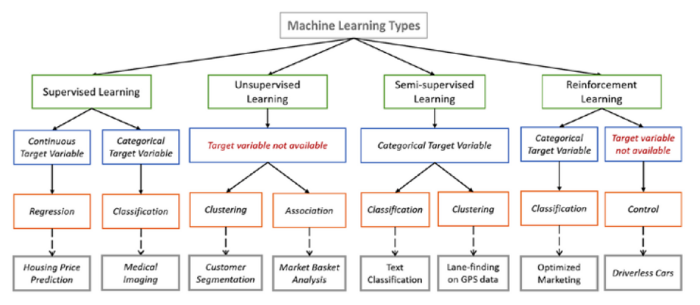 Machine Learning Types
Supervised Learning
Unsupervised
Learning
Semi-supervised
Learning
Reinforcement
Learning
Continuous
Target Variable
Categorical
Target Variable
Target variable not available
Categorical Target Variable
Categorical
Target Variable
Target variable
not available
Regression
Classification
Clustering
Association
Classification
Clustering
Classification
Control
Housing Price
Prediction
Medical
Imaging
Customer
Segmentation
Market Basket
Analysis
Text
Classification
Lane-finding
on GPS data
Optimized
Marketing
Driverless Cars